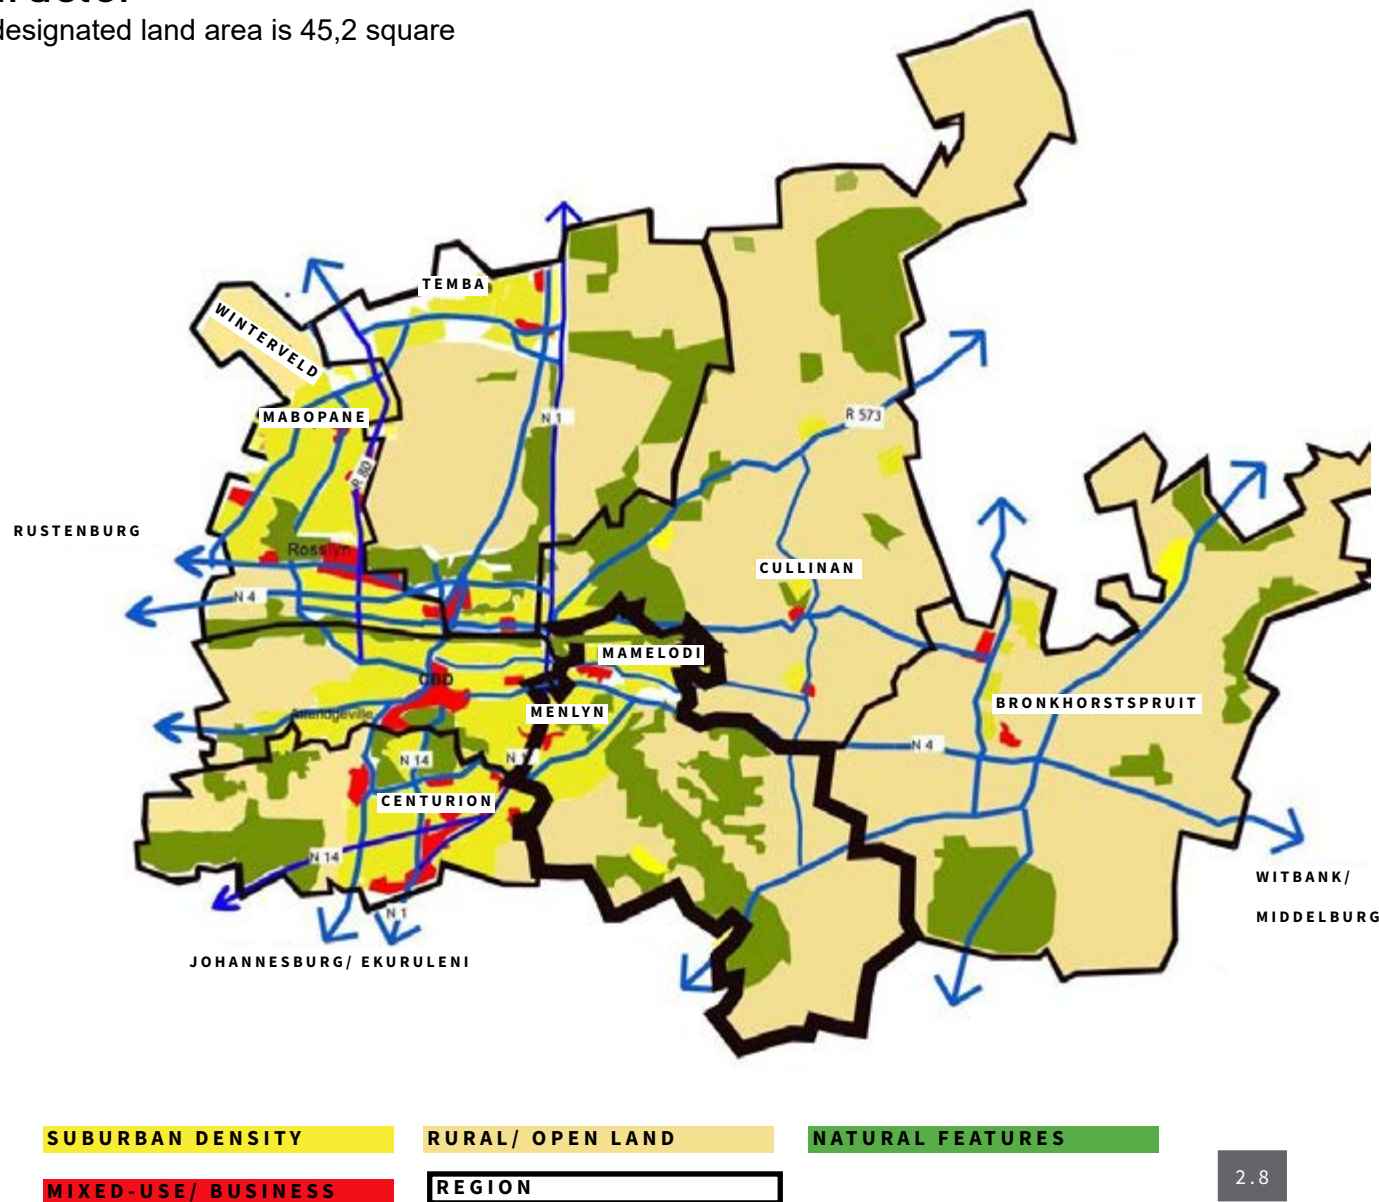 designated land area is 45,2 square
TEMBA
WINTERVELD
MABOPANE
N 1
R 573
R 80
RUSTENBURG
Rosslyn
CULLINAN
N 4
MAMELODI
CBD
BRONKHORSTSPRUIT
MENLYN
Atteridgeville
N 4
N 14
N 1
CENTURION
N 14
WITBANK/
MIDDELBURG
N 1
JOHANNESBURG/ EKURULENI
SUBURBAN DENSITY
RURAL/ OPEN LAND
NATURAL FEATURES
MIXED-USE/ BUSINESS
REGION
2.8